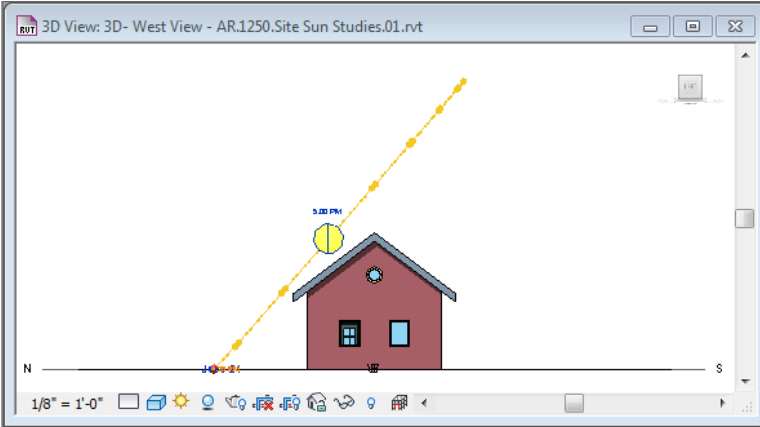 RVT 3D View: 3D- West View - AR.1250.Site Sun Studies.01.rvt
5:00 PM
N
S
1/8" = 1'-0"